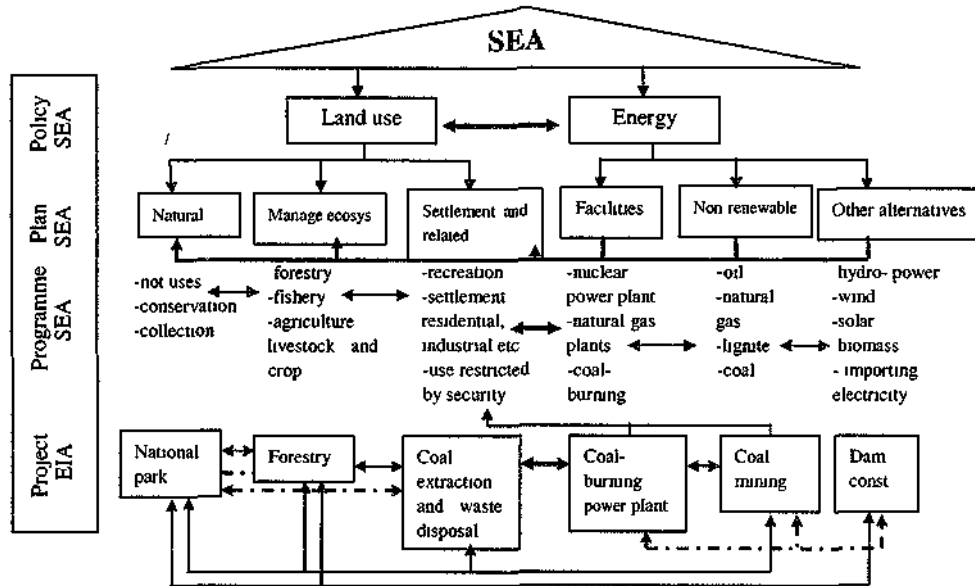 SEA
Policy
SEA
Land use
Energy
Plan
SEA
Natural
Manage ecosys
Settlement and
related
Facilities
Non renewable
Other alternatives
Programme
SEA
-not uses
-conservation
-collection
forestry
-fishery
-agriculture
livestock and
crop
-recreation
-settlement
residential,
industrial etc
-use restricted
by security
-nuclear
power plant
-natural gas
plants
-coal-
burning
-oil
-natural
gas
-lignite
-coal
hydro- power
-wind
-solar
biomass
- importing
electricity
Project
EIA
National
park
Forestry
Coal
extraction
and waste
disposal
Coal-
burning
power plant
Coal
mining
Dam
const